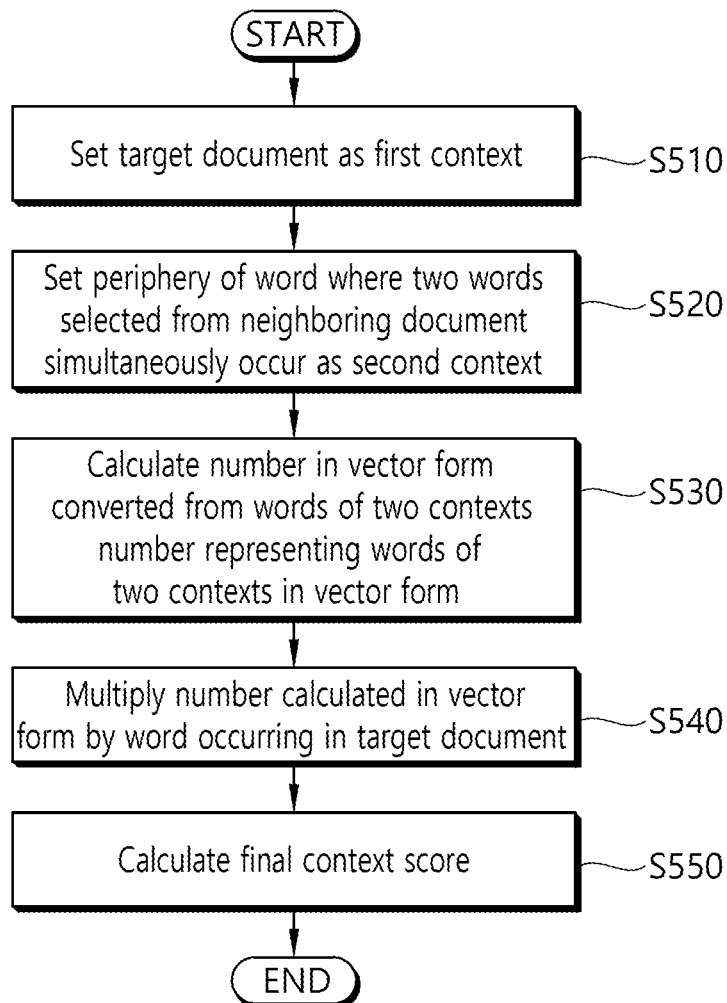 START
Set target document as first context
S510
Set periphery of word where two words
selected from neighboring document
simultaneously occur as second context
S520
Calculate number in vector form
converted from words of two contexts
number representing words of
two contexts in vector form
S530
Multiply number calculated in vector
form by word occurring in target document
S540
Calculate final context score
S550
END